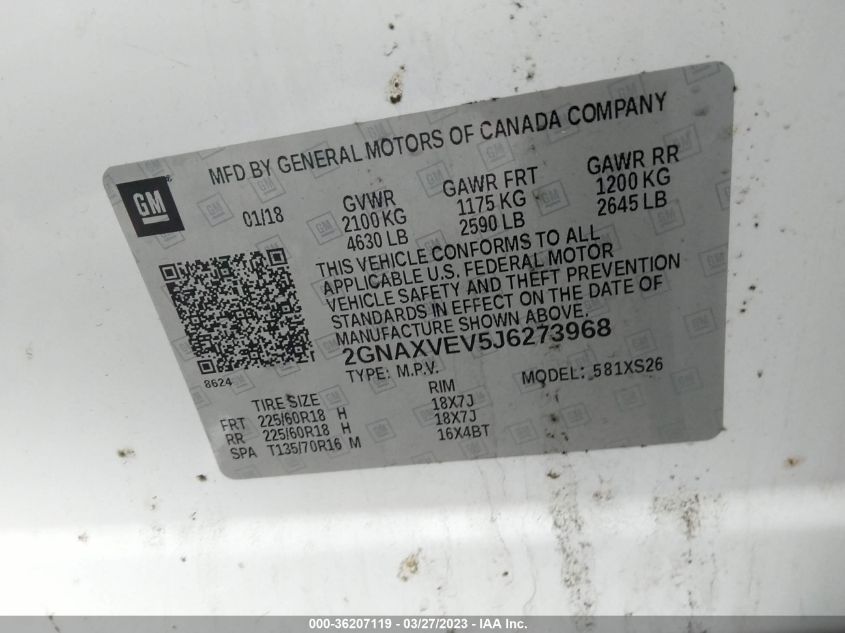 MFD BY GENERAL MOTORS OF CANADA COMPANY
GM
01/18
GVWR GAWR FRT GAWR RR
2100 KG 1175 KG 1200 KG
4630 LB 2590 LB 2645 LB
THIS VEHICLE CONFORMS TO ALL
APPLICABLE U.S. FEDERAL MOTOR
VEHICLE SAFETY AND THEFT PREVENTION
STANDARDS IN EFFECT ON THE DATE OF
MANUFACTURE SHOWN ABOVE.
2GNAXVEV5J6273968
8624
TYPE: M.P.V. MODEL: 581XS26
TIRE SIZE RIM
FRT 225/60R18 H 18X7J
RR 225/60R18 H 18X7J
SPA T135/70R16 M 16X4BT
000-36207119 - 03/27/2023 - IAA Inc.